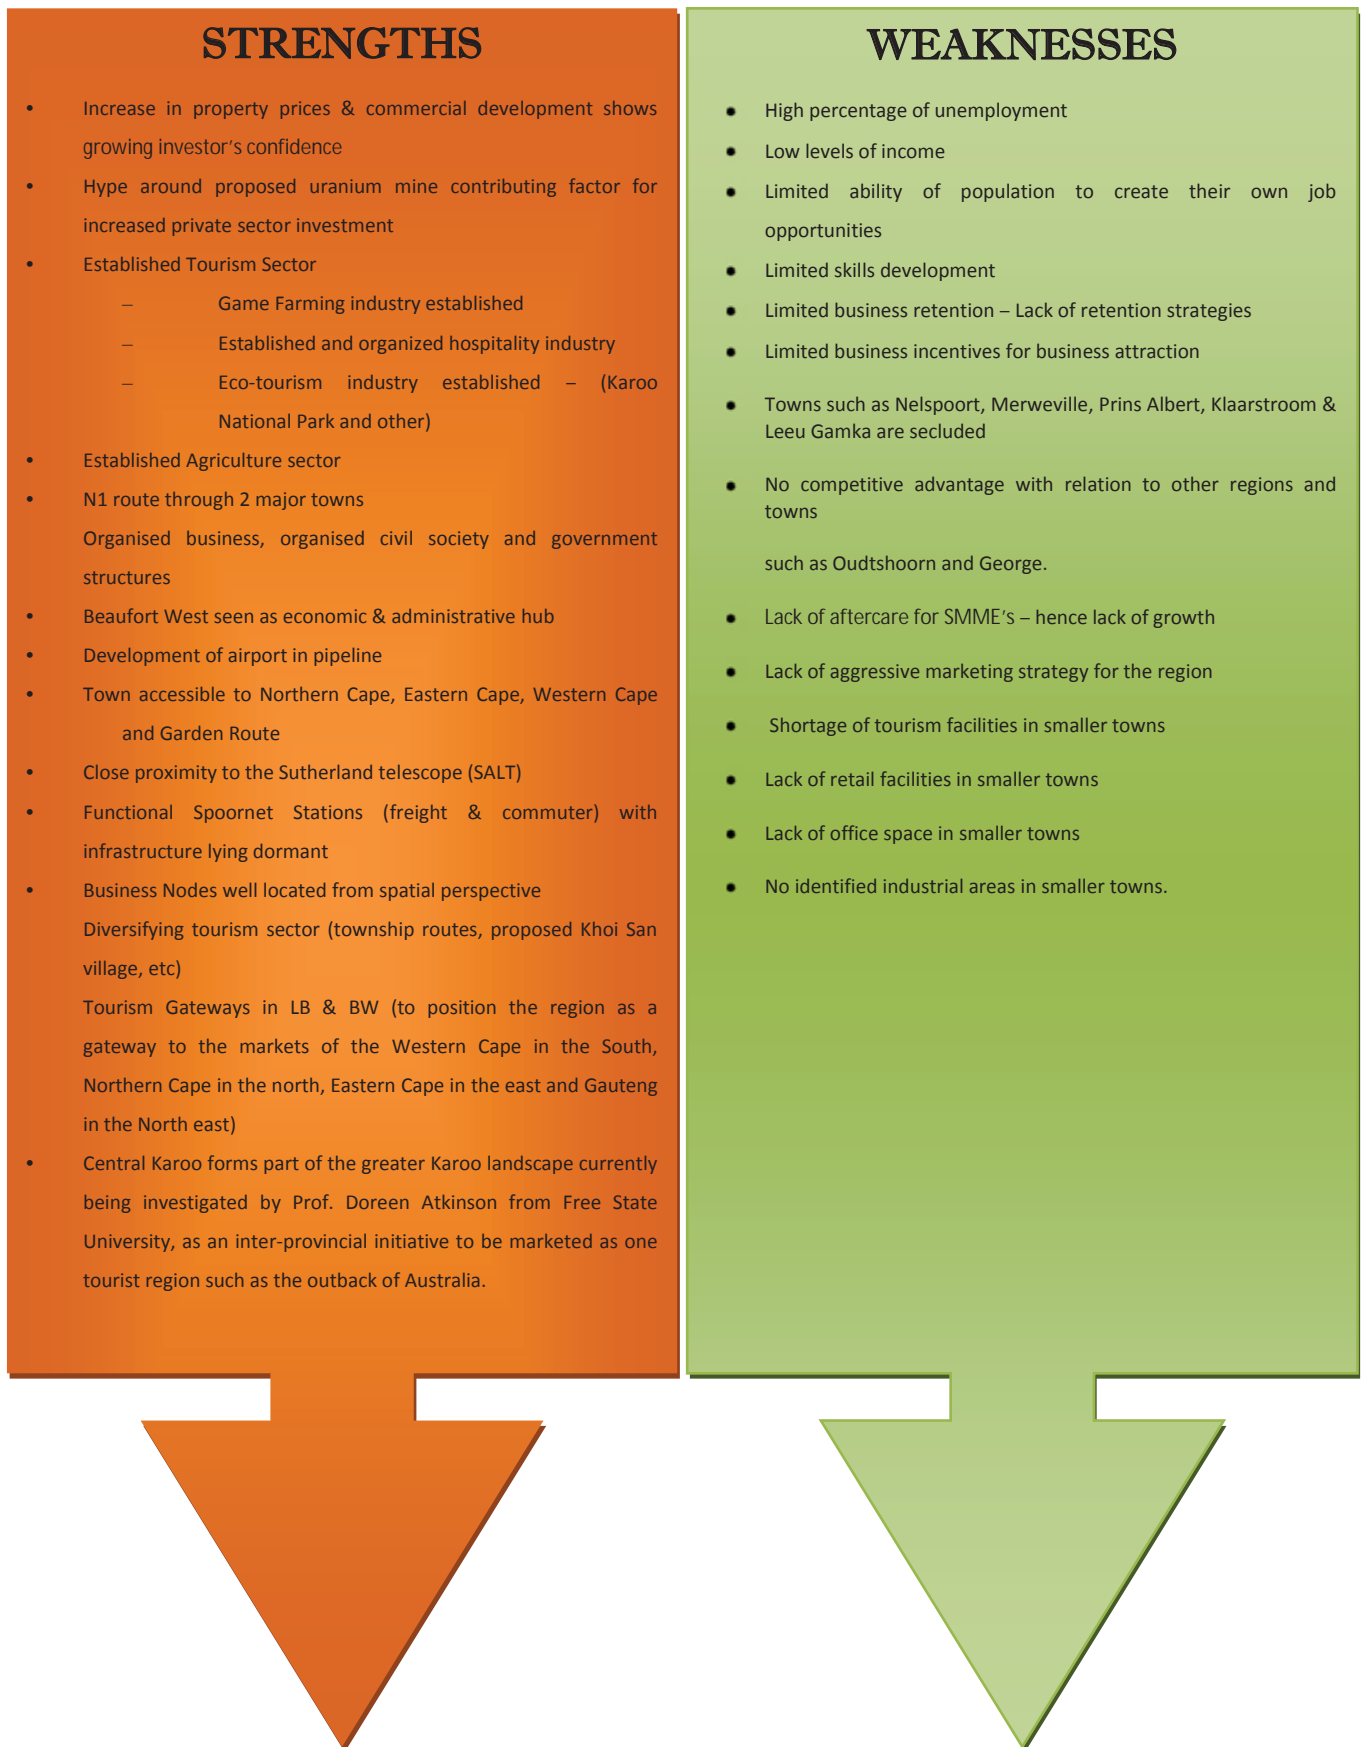 STRENGTHS
• Increase in property prices & commercial development shows
growing investor's confidence
• Hype around proposed uranium mine contributing factor for
increased private sector investment
• Established Tourism Sector
– Game Farming industry established
– Established and organized hospitality industry
– Eco-tourism industry established – (Karoo
National Park and other)
• Established Agriculture sector
• N1 route through 2 major towns
Organised business, organised civil society and government
structures
• Beaufort West seen as economic & administrative hub
• Development of airport in pipeline
• Town accessible to Northern Cape, Eastern Cape, Western Cape
and Garden Route
• Close proximity to the Sutherland telescope (SALT)
• Functional Spoornet Stations (freight & commuter) with
infrastructure lying dormant
• Business Nodes well located from spatial perspective
Diversifying tourism sector (township routes, proposed Khoi San
village, etc)
Tourism Gateways in LB & BW (to position the region as a
gateway to the markets of the Western Cape in the South,
Northern Cape in the north, Eastern Cape in the east and Gauteng
in the North east)
• Central Karoo forms part of the greater Karoo landscape currently
being investigated by Prof. Doreen Atkinson from Free State
University, as an inter-provincial initiative to be marketed as one
tourist region such as the outback of Australia.
WEAKNESSES
• High percentage of unemployment
• Low levels of income
• Limited ability of population to create their own job
opportunities
• Limited skills development
• Limited business retention – Lack of retention strategies
• Limited business incentives for business attraction
• Towns such as Nelspoort, Merweville, Prins Albert, Klaarstroom &
Leeu Gamka are secluded
• No competitive advantage with relation to other regions and
towns
such as Oudtshoorn and George.
• Lack of aftercare for SMME's – hence lack of growth
• Lack of aggressive marketing strategy for the region
• Shortage of tourism facilities in smaller towns
• Lack of retail facilities in smaller towns
• Lack of office space in smaller towns
• No identified industrial areas in smaller towns.